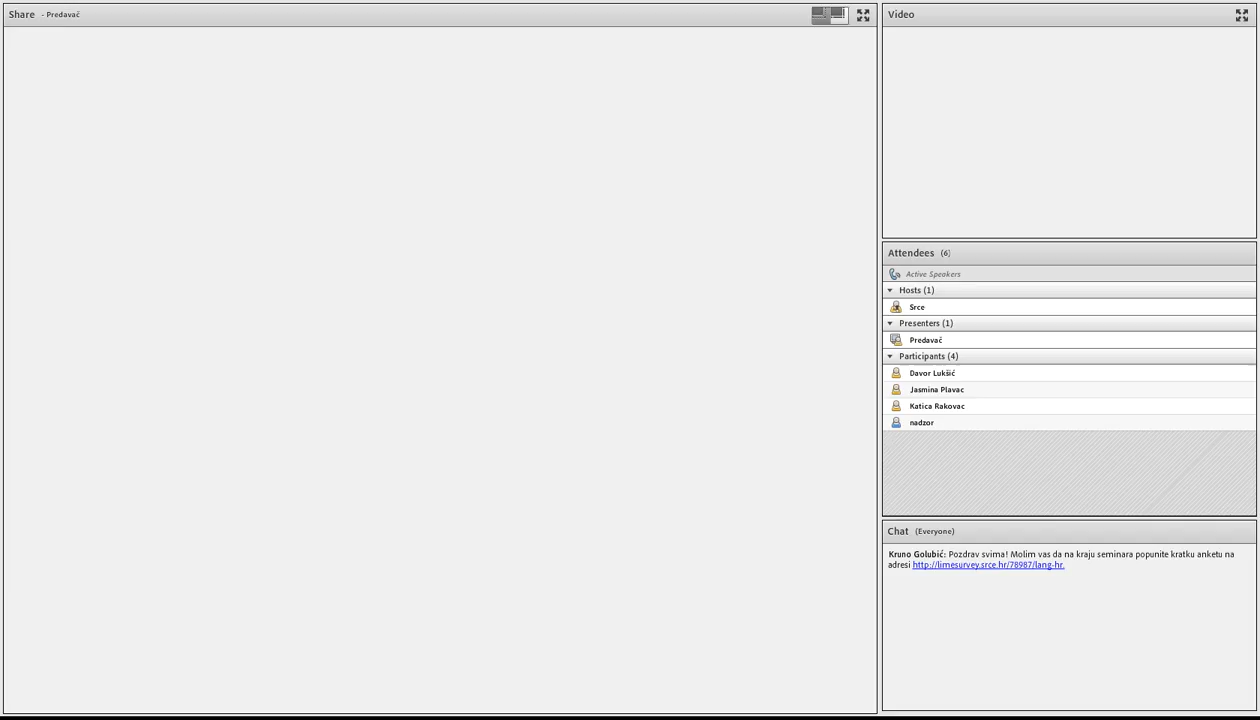 Share - Predavač
Video
Attendees (6)
Active Speakers
Hosts (1)
Srce
Presenters (1)
Predavač
Participants (4)
Davor Lukšić
Jasmina Plavac
Katica Rakovac
nadzor
Chat (Everyone)
Kruno Golubić: Pozdrav svima! Molim vas da na kraju seminara popunite kratku anketu na
adresi http://limesurvey.srce.hr/78987/lang-hr.